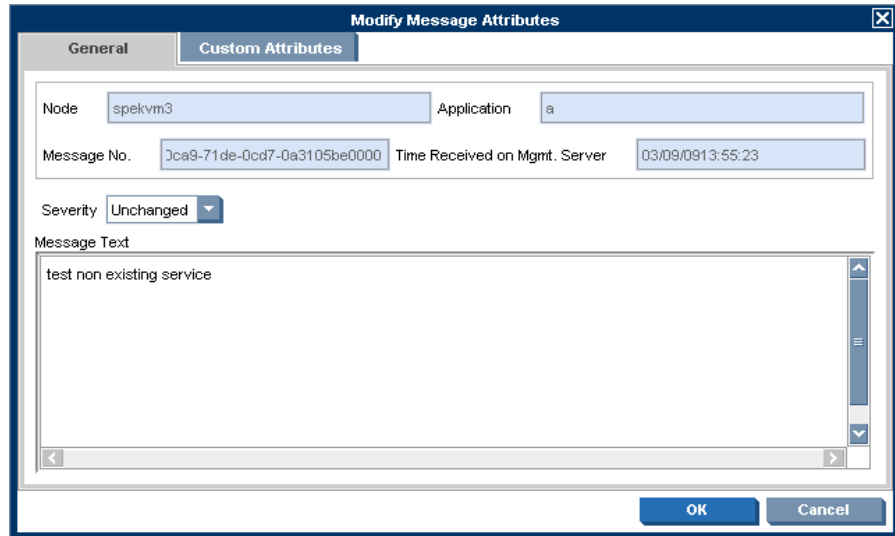 Modify Message Attributes
General Custom Attributes
Node spekvm3 Application a
Message No. 0ca9-71de-0cd7-0a3105be0000 Time Received on Mgmt. Server 03/09/0913:55:23
Severity Unchanged
Message Text
test non existing service
OK Cancel